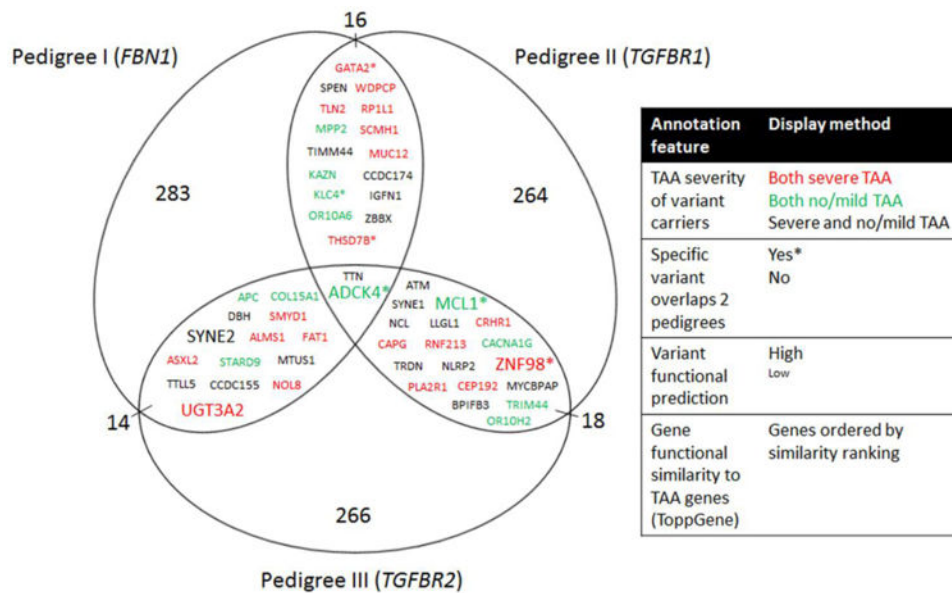 16
Pedigree I (FBN1)
Pedigree II (TGFBR1)
GATA2*
SPEN WDPCP
TLN2 RP1L1
MPP2 SCMH1
TIMM44 MUC12
KAZN CCDC174
KLC4* IGFN1
OR10A6 ZBBX
THSD7B*
283
264
TTN
ADCK4*
APC COL15A1
DBH SMYD1
SYNE2 ALMS1 FAT1
ASXL2 STARD9 MTUS1
TTLL5 CCDC155 NOL8
UGT3A2
ATM
SYNE1 MCL1*
NCL LLGL1 CRHR1
CAPG RNF213 CACNA1G
TRDN NLRP2 ZNF98*
PLA2R1 CEP192 MYCBPAP
BPIFB3 TRIM44
OR10H2
14
18
266
Pedigree III (TGFBR2)
Annotation Display method
feature
TAA severity Both severe TAA
of variant Both no/mild TAA
carriers Severe and no/mild TAA
Specific Yes*
variant No
overlaps 2
pedigrees
Variant High
functional Low
prediction
Gene Genes ordered by
functional similarity ranking
similarity to
TAA genes
(ToppGene)